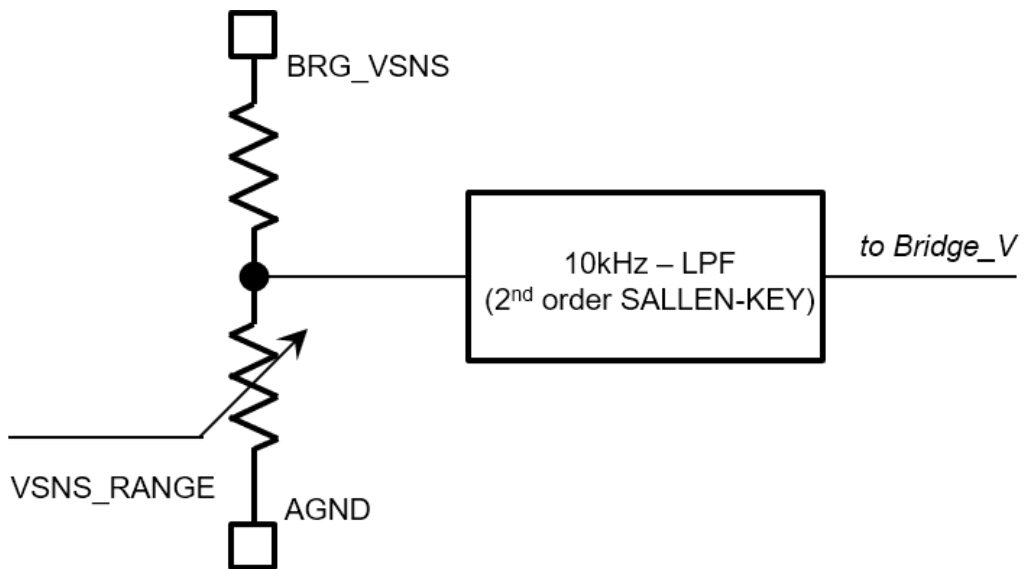 BRG_VSNS
10kHz – LPF
(2nd order SALLEN-KEY)
to Bridge_V
VSNS_RANGE
AGND